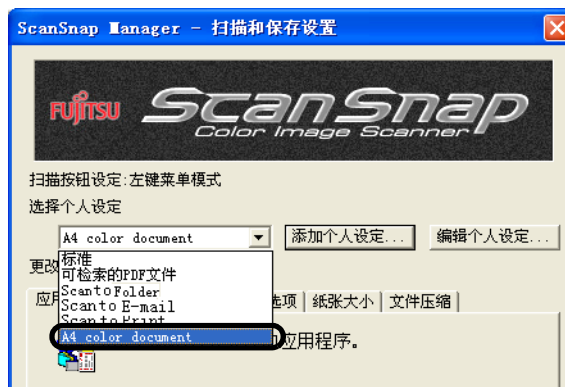 ScanSnap Manager - 扫描和保存设置
FUJITSU ScanSnap
Color Image Scanner
扫描按钮设定:左键菜单模式
选择个人设定
A4 color document 添加个人设定... 编辑个人设定...
标准
更改
可检索的PDF文件
Scan to Folder
应用 选项 纸张大小 文件压缩
Scan to E-mail
Scan to Print
A4 color document
应用程序。